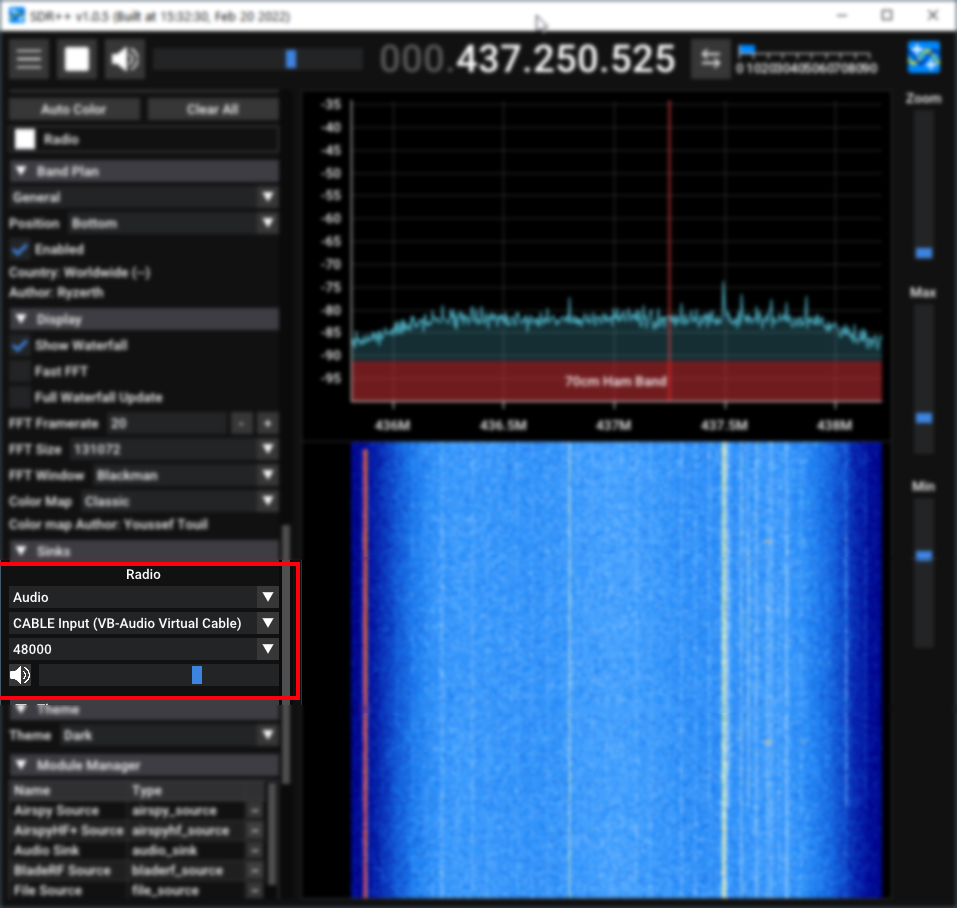 SDR++ v1.0.5 (Built at 15:32:30, Feb 20 2022)
000.437.250.525
0 10 20 30 40 50 60 70 80 90
Auto Color Clear All
Radio
Band Plan
General
Position Bottom
Enabled
Country: Worldwide (--)
Author: Ryzerth
Display
Show Waterfall
Fast FFT
Full Waterfall Update
FFT Framerate 20 - +
FFT Size 131072
FFT Window Blackman
Color Map Classic
Color map Author: Youssef Touil
Sinks
Radio
Audio
CABLE Input (VB-Audio Virtual Cable)
48000
Theme
Theme Dark
Module Manager
Name Type
Airspy Source airspy_source
AirspyHF+ Source airspyhf_source
Audio Sink audio_sink
BladeRF Source bladerf_source
File Source file_source
-35
-40
-45
-50
-55
-60
-65
-70
-75
-80
-85
-90
-95
70cm Ham Band
436M 436.5M 437M 437.5M 438M
Zoom
Max
Min